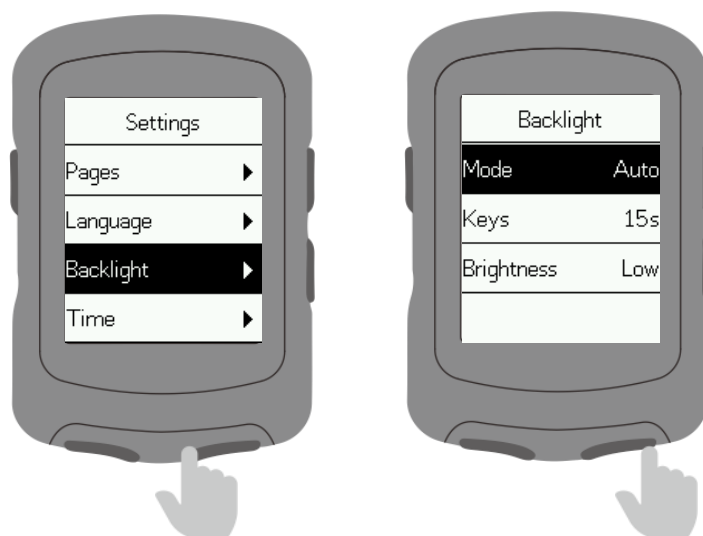 Settings
Pages
Language
Backlight
Time
Backlight
Mode Auto
Keys 15s
Brightness Low